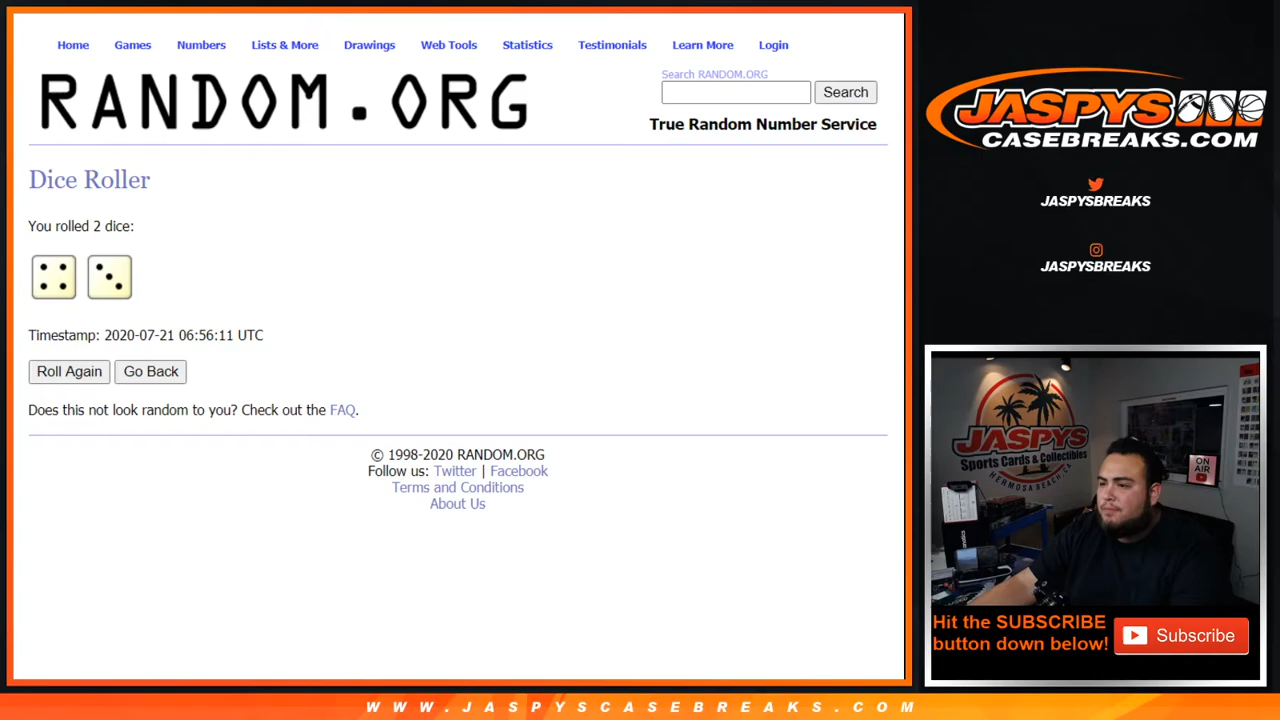 Home Games Numbers Lists & More Drawings Web Tools Statistics Testimonials Learn More Login
RANDOM.ORG
Search RANDOM.ORG
Search
True Random Number Service
Dice Roller
You rolled 2 dice:
Timestamp: 2020-07-21 06:56:11 UTC
Roll Again Go Back
Does this not look random to you? Check out the FAQ.
© 1998-2020 RANDOM.ORG
Follow us: Twitter | Facebook
Terms and Conditions
About Us
JASPYS
CASEBREAKS.COM
JASPYSBREAKS
JASPYSBREAKS
JASPYS
Sports Cards & Collectibles
HERMOSA BEACH, CA
ON
AIR
Hit the SUBSCRIBE
button down below!
Subscribe
WWW.JASPYSCASEBREAKS.COM